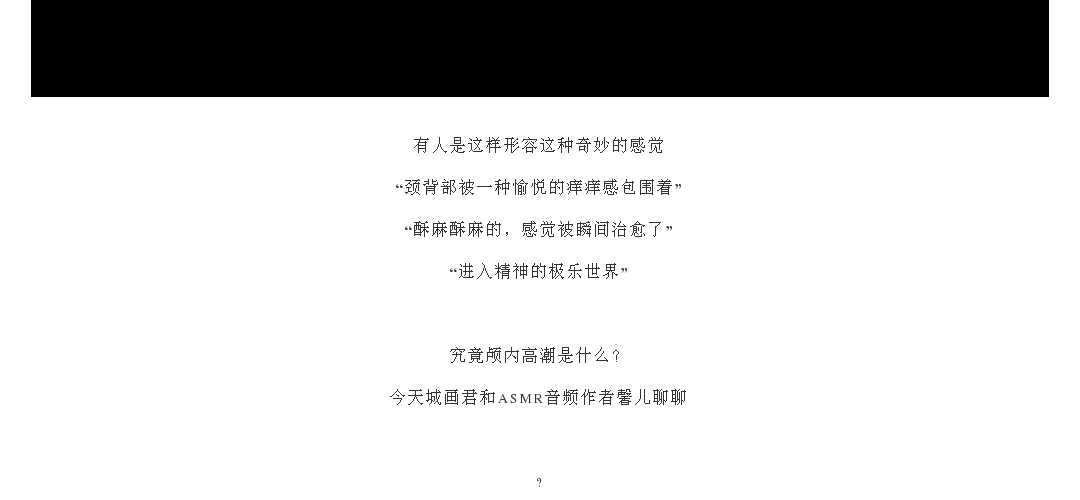 有人是这样形容这种奇妙的感觉
“颈背部被一种愉悦的痒痒感包围着”
“酥麻酥麻的，感觉被瞬间治愈了”
“进入精神的极乐世界”
究竟颅内高潮是什么？
今天城画君和ASMR音频作者馨儿聊聊
?